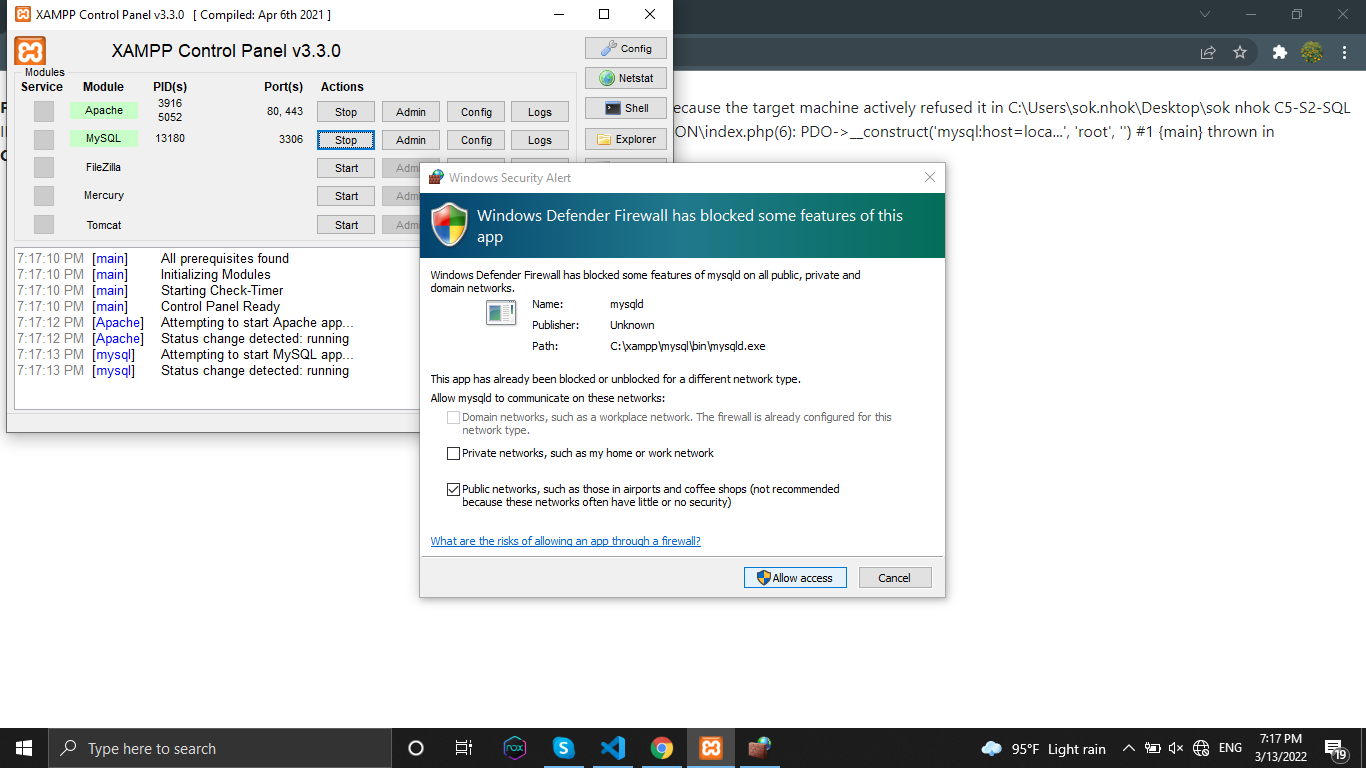 XAMPP Control Panel v3.3.0 [ Compiled: Apr 6th 2021 ]
XAMPP Control Panel v3.3.0
Config
Modules
Service Module PID(s) Port(s) Actions
Netstat
Apache 3916 5052 80, 443 Stop Admin Config Logs
Shell
ecause the target machine actively refused it in C:\Users\sok.nhok\Desktop\sok nhok C5-S2-SQL
MySQL 13180 3306 Stop Admin Config Logs
Explorer
ON\index.php(6): PDO->__construct('mysql:host=loca...', 'root', '') #1 {main} thrown in
FileZilla Start Adm
Mercury Start Adm
Tomcat Start Adm
7:17:10 PM [main] All prerequisites found
7:17:10 PM [main] Initializing Modules
7:17:10 PM [main] Starting Check-Timer
7:17:10 PM [main] Control Panel Ready
7:17:12 PM [Apache] Attempting to start Apache app...
7:17:12 PM [Apache] Status change detected: running
7:17:13 PM [mysql] Attempting to start MySQL app...
7:17:13 PM [mysql] Status change detected: running
Windows Security Alert
Windows Defender Firewall has blocked some features of this
app
Windows Defender Firewall has blocked some features of mysqld on all public, private and
domain networks.
Name: mysqld
Publisher: Unknown
Path: C:\xampp\mysql\bin\mysqld.exe
This app has already been blocked or unblocked for a different network type.
Allow mysqld to communicate on these networks:
Domain networks, such as a workplace network. The firewall is already configured for this
network type.
Private networks, such as my home or work network
Public networks, such as those in airports and coffee shops (not recommended
because these networks often have little or no security)
What are the risks of allowing an app through a firewall?
Allow access Cancel
Type here to search
95°F Light rain
ENG
7:17 PM
3/13/2022
19